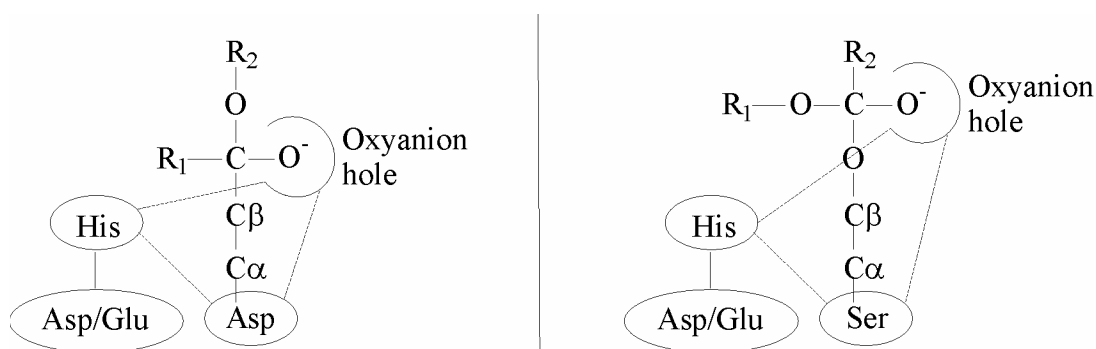 R₂
O
R₁ C O⁻
Oxyanion
hole
Cβ
His
Cα
Asp/Glu Asp
R₂
R₁ O C O⁻
Oxyanion
hole
O
Cβ
His
Cα
Asp/Glu Ser